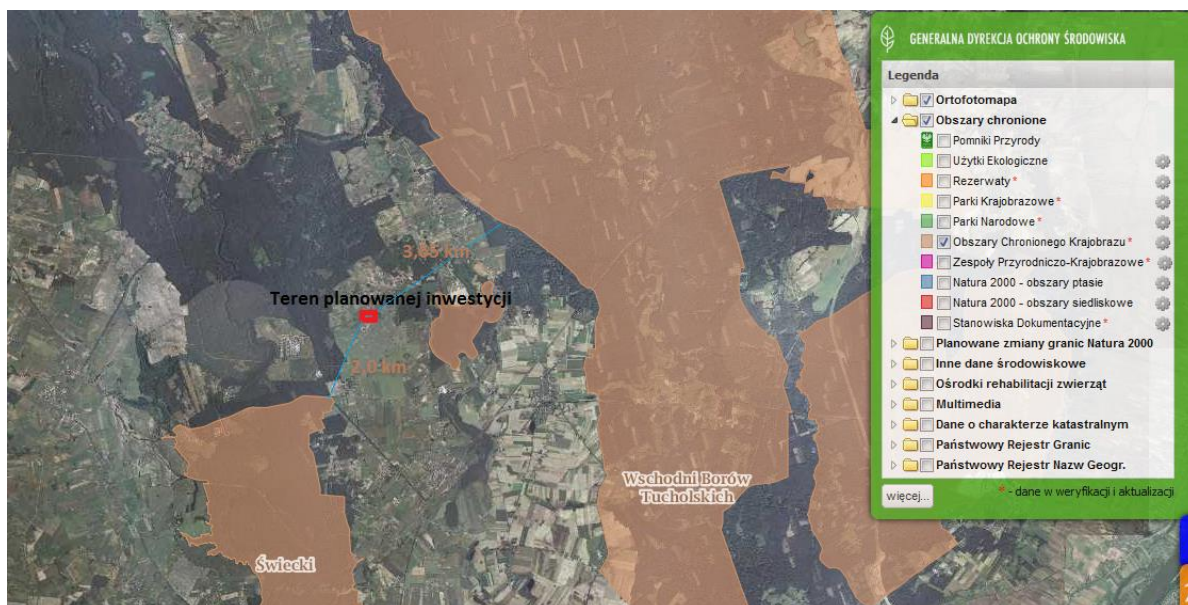 GENERALNA DYREKCJA OCHRONY ŚRODOWISKA
Legenda
Ortofotomapa
Obszary chronione
Pomniki Przyrody
Użytki Ekologiczne
Rezerwaty *
Parki Krajobrazowe *
Parki Narodowe *
Obszary Chronionego Krajobrazu *
Zespoły Przyrodniczo-Krajobrazowe *
Natura 2000 - obszary ptasie
Natura 2000 - obszary siedliskowe
Stanowiska Dokumentacyjne *
Planowane zmiany granic Natura 2000
Inne dane środowiskowe
Ośrodki rehabilitacji zwierząt
Multimedia
Dane o charakterze katastralnym
Państwowy Rejestr Granic
Państwowy Rejestr Nazw Geogr.
więcej...
* - dane w weryfikacji i aktualizacji
km
Teren planowanej inwestycji
2,0 km
Wschodni Borów
Tucholskich
Świecki